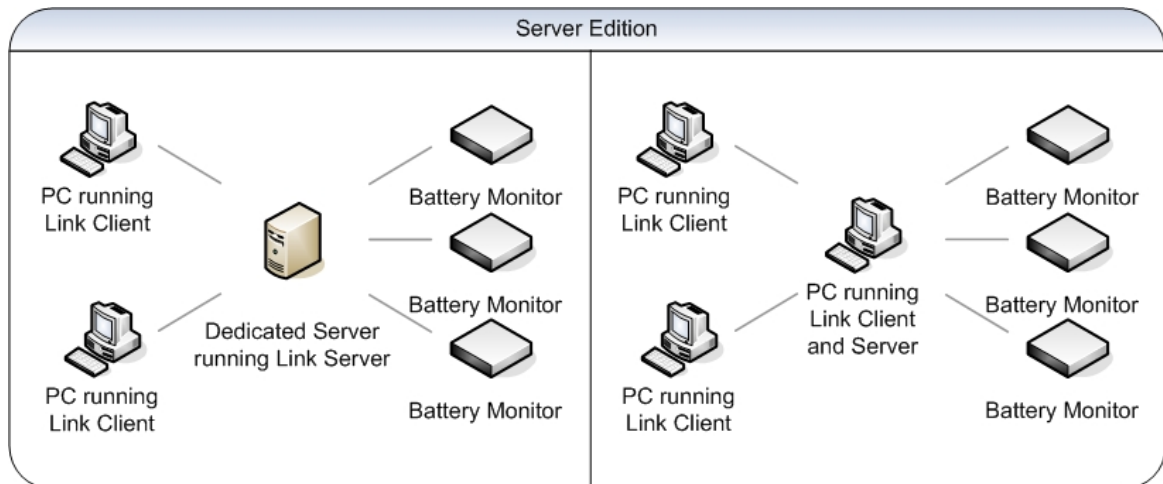 Server Edition
PC running
Link Client
Battery Monitor
Dedicated Server
running Link Server
Battery Monitor
PC running
Link Client
Battery Monitor
PC running
Link Client
Battery Monitor
PC running
Link Client
and Server
Battery Monitor
PC running
Link Client
Battery Monitor